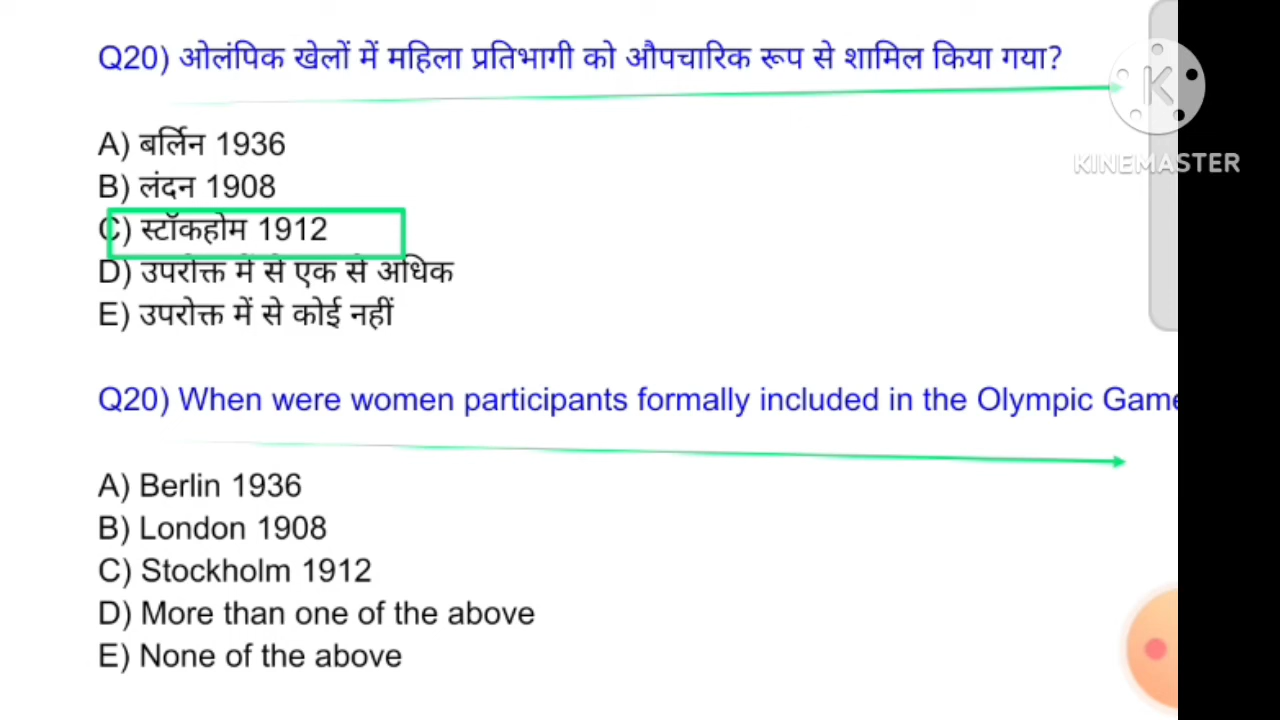 Q20) ओलंपिक खेलों में महिला प्रतिभागी को औपचारिक रूप से शामिल किया गया?
K
KINEMASTER
A) बर्लिन 1936
B) लंदन 1908
C) स्टॉकहोम 1912
D) उपरोक्त में से एक से अधिक
E) उपरोक्त में से कोई नहीं
Q20) When were women participants formally included in the Olympic Game
A) Berlin 1936
B) London 1908
C) Stockholm 1912
D) More than one of the above
E) None of the above